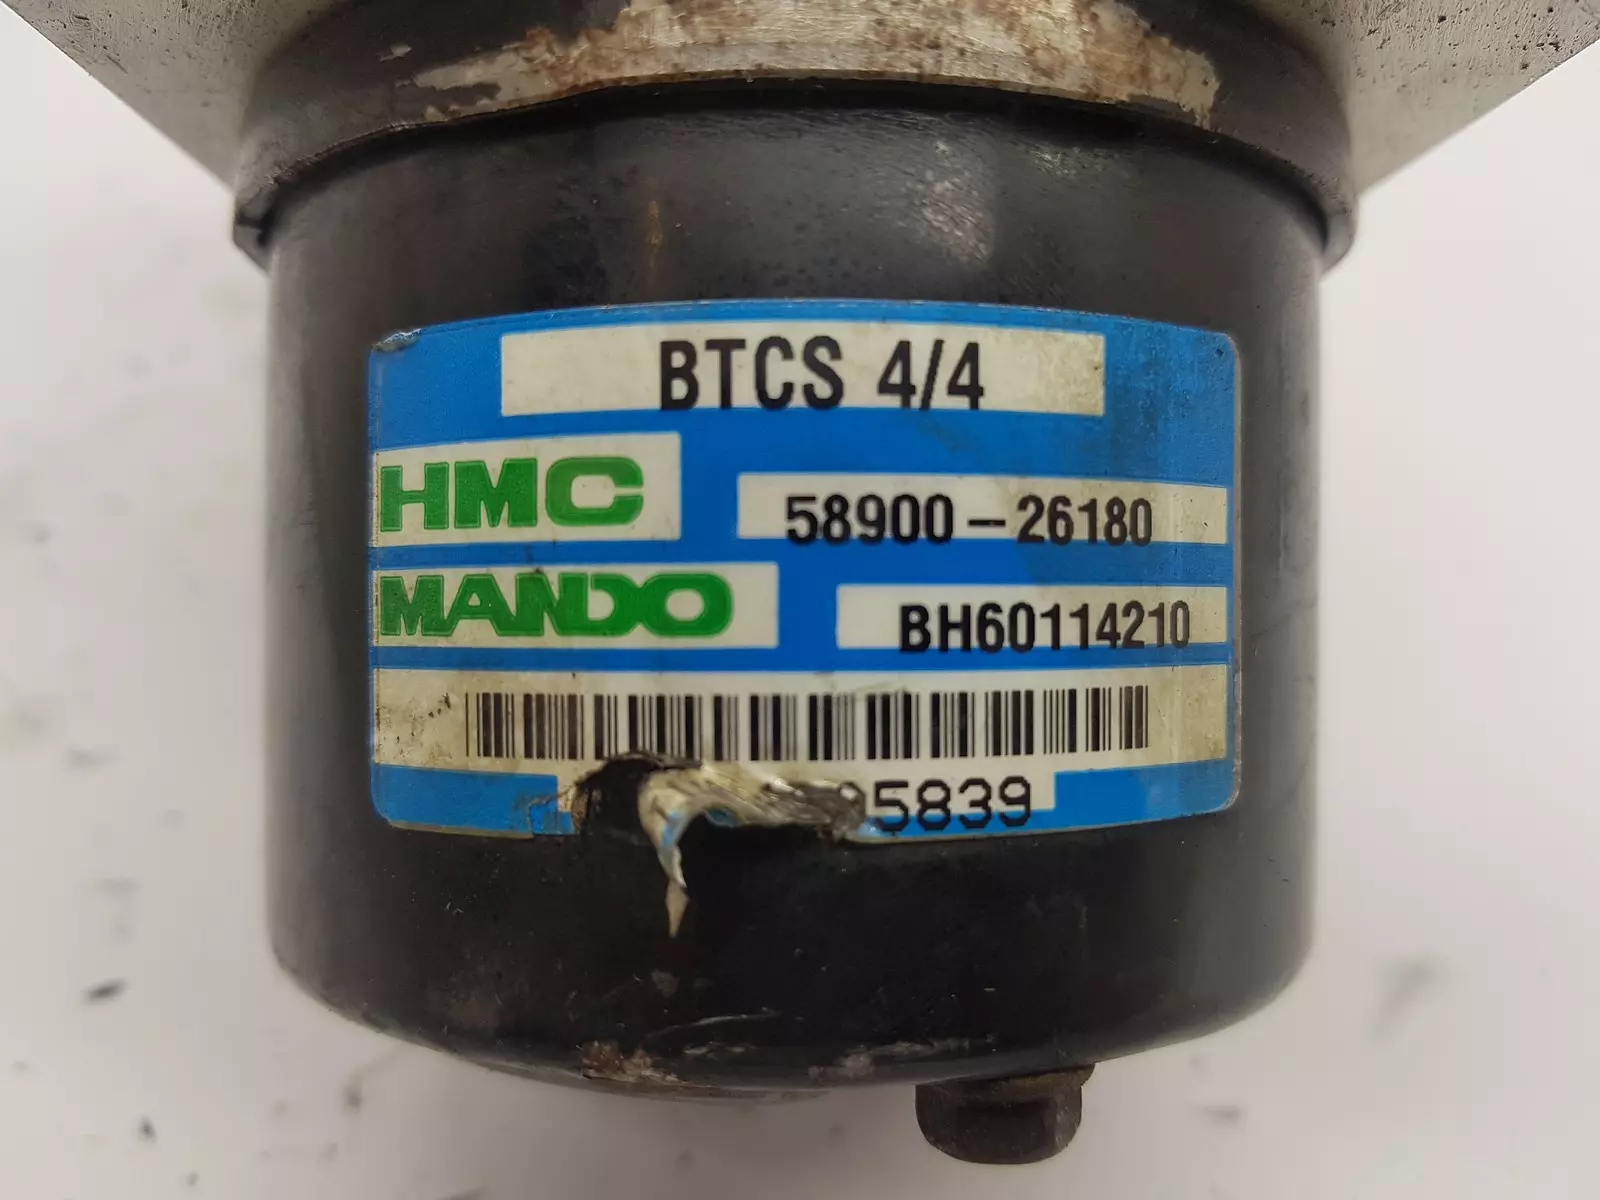 BTCS 4/4
HMC 58900-26180
MANDO BH60114210
5839